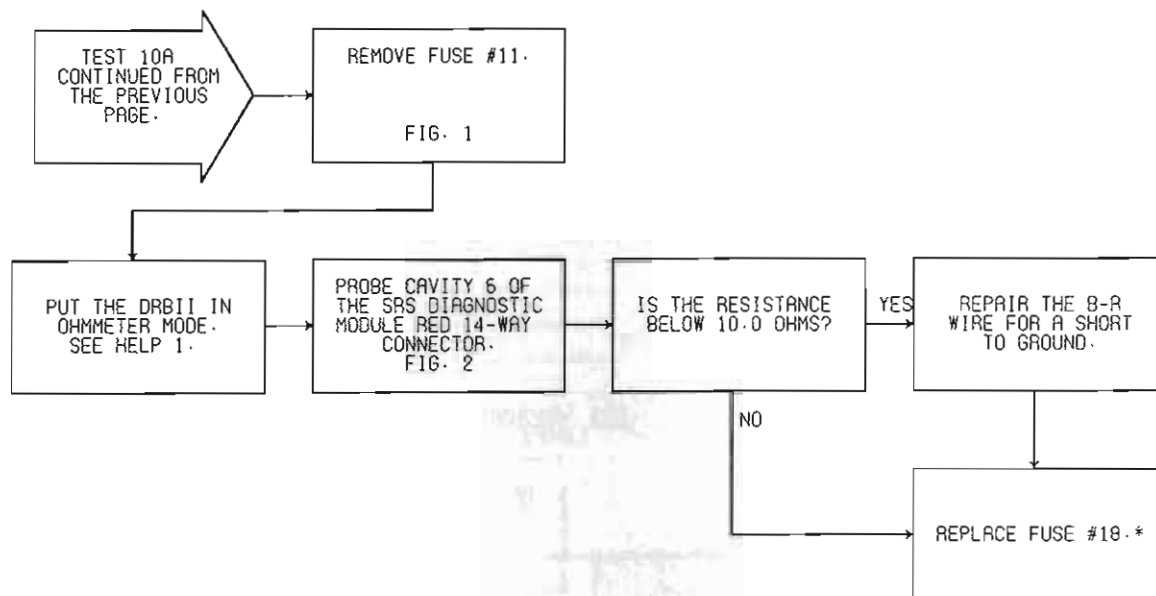 TEST 10A
CONTINUED FROM
THE PREVIOUS
PAGE.
REMOVE FUSE #11.
FIG. 1
PUT THE DRBII IN
OHMMETER MODE.
SEE HELP 1.
PROBE CAVITY 6 OF
THE SRS DIAGNOSTIC
MODULE RED 14-WAY
CONNECTOR.
FIG. 2
IS THE RESISTANCE
BELOW 10.0 OHMS?
YES
REPAIR THE B-R
WIRE FOR A SHORT
TO GROUND.
NO
REPLACE FUSE #18.*